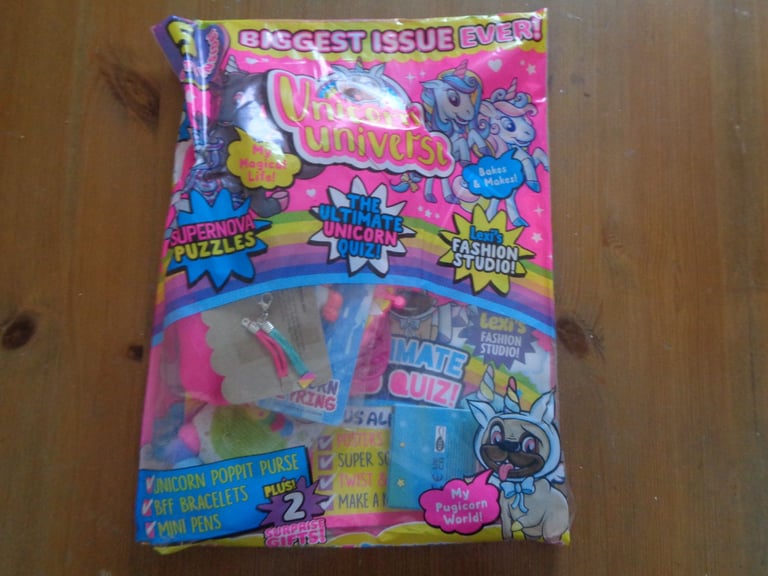 BIGGEST ISSUE EVER!
Unicorn
universe
My
Magical
Life!
Bakes
& Makes!
SUPERNOVA
PUZZLES
THE
ULTIMATE
UNICORN
QUIZ!
Lexi's
FASHION
STUDIO!
Lexi's
FASHION
STUDIO!
IMATE
QUIZ!
POSTERS
SUPER SC
TWIST &
MAKE A
UNICORN POPPIT PURSE
BFF BRACELETS
MINI PENS
PLUS!
2
SURPRISE
GIFTS!
My
Pugicorn
World!